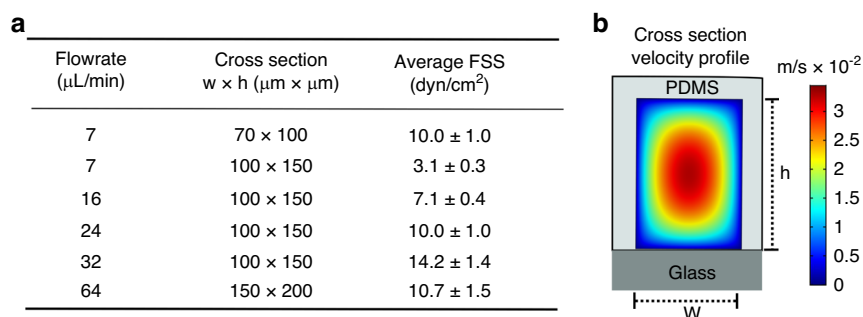 a
Flowrate
(μL/min)
Cross section
w × h (μm × μm)
Average FSS
(dyn/cm²)
7 70 × 100 10.0 ± 1.0
7 100 × 150 3.1 ± 0.3
16 100 × 150 7.1 ± 0.4
24 100 × 150 10.0 ± 1.0
32 100 × 150 14.2 ± 1.4
64 150 × 200 10.7 ± 1.5
b
Cross section
velocity profile
m/s × 10⁻²
PDMS
h
Glass
W
3
2.5
2
1.5
1
0.5
0